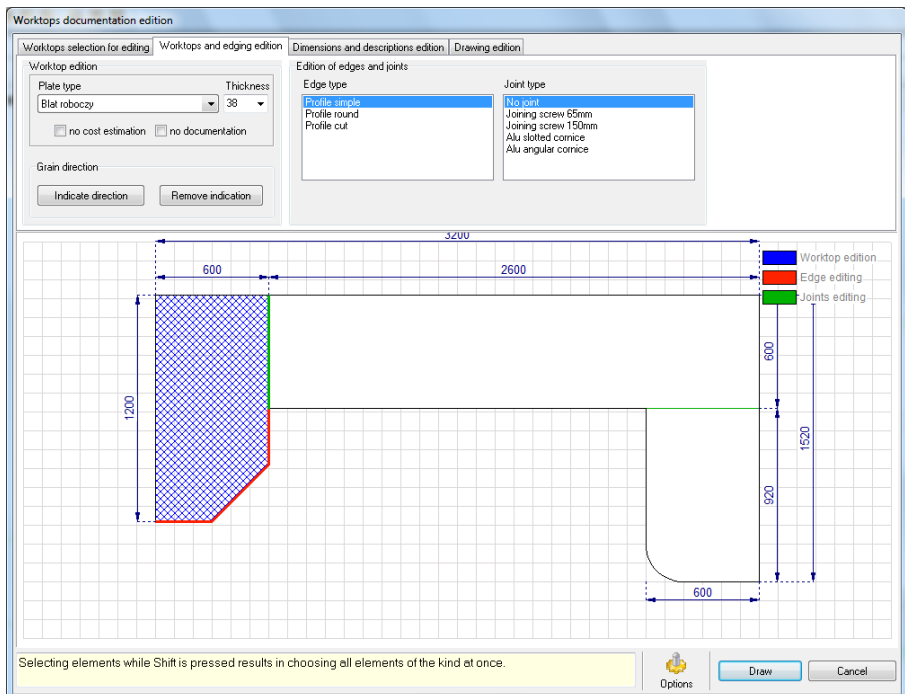 Worktops documentation edition
Worktops selection for editing Worktops and edging edition Dimensions and descriptions edition Drawing edition
Worktop edition
Edition of edges and joints
Plate type Thickness
Edge type
Joint type
Blat roboczy 38
Profile simple
Profile round
Profile cut
No joint
Joining screw 65mm
Joining screw 150mm
Alu slotted cornice
Alu angular cornice
no cost estimation no documentation
Grain direction
Indicate direction Remove indication
3200
600 2600
Worktop edition
Edge editing
Joints editing
600
1200
1520
920
600
Selecting elements while Shift is pressed results in choosing all elements of the kind at once.
Options
Draw Cancel